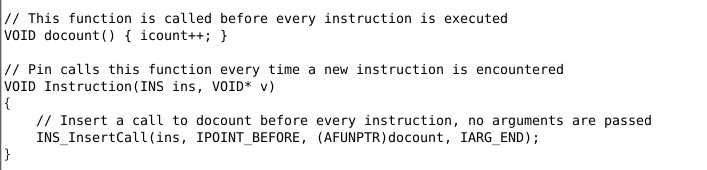 // This function is called before every instruction is executed
VOID docount() { icount++; }
// Pin calls this function every time a new instruction is encountered
VOID Instruction(INS ins, VOID* v)
{
    // Insert a call to docount before every instruction, no arguments are passed
    INS_InsertCall(ins, IPOINT_BEFORE, (AFUNPTR)docount, IARG_END);
}